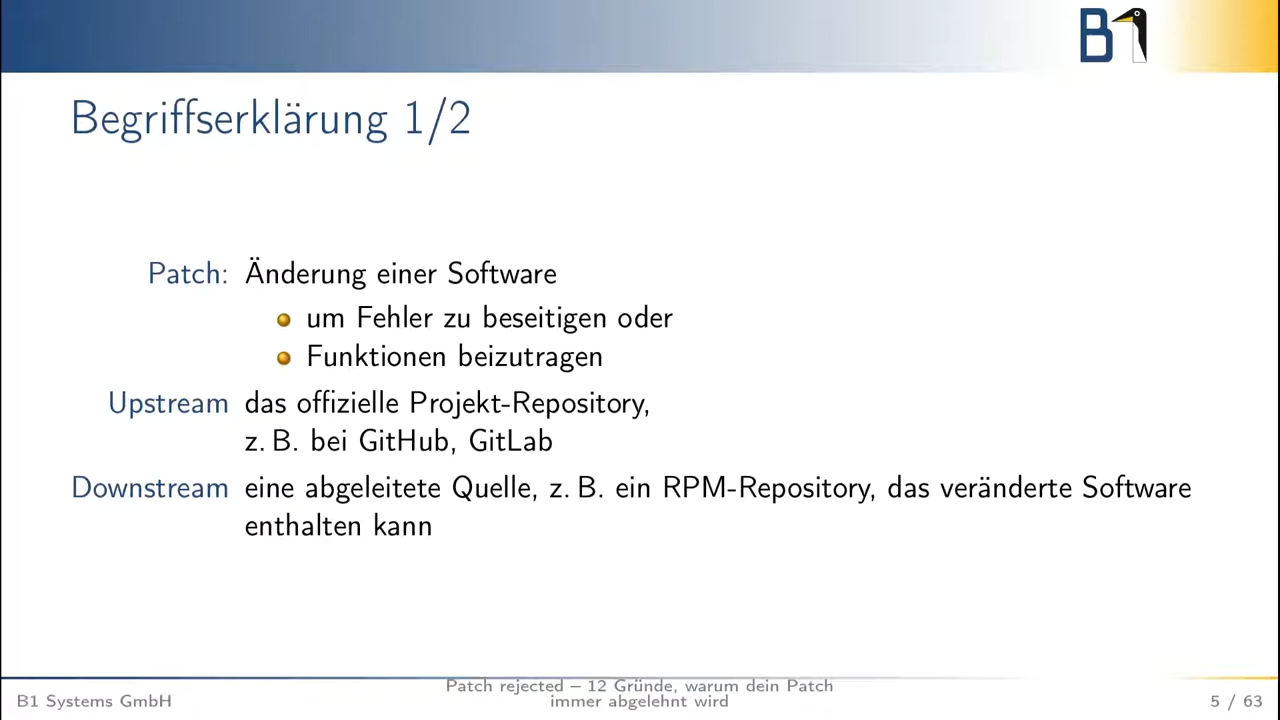 B1
Begriffserklärung 1/2
Patch: Änderung einer Software
um Fehler zu beseitigen oder
Funktionen beizutragen
Upstream das offizielle Projekt-Repository,
z. B. bei GitHub, GitLab
Downstream eine abgeleitete Quelle, z. B. ein RPM-Repository, das veränderte Software
enthalten kann
B1 Systems GmbH
Patch rejected – 12 Gründe, warum dein Patch
immer abgelehnt wird
5 / 63